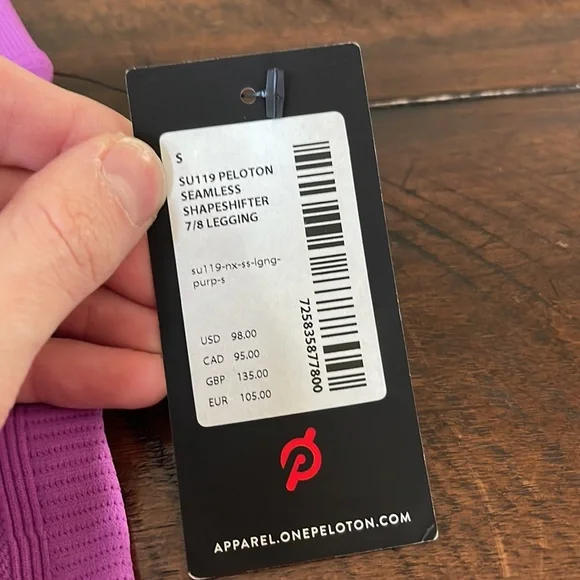 S
SU119 PELOTON
SEAMLESS
SHAPESHIFTER
7/8 LEGGING
su119-nx-ss-lgng-
purp-s
USD 98.00
CAD 95.00
GBP 135.00
EUR 105.00
725835877800
APPAREL.ONEPELOTON.COM